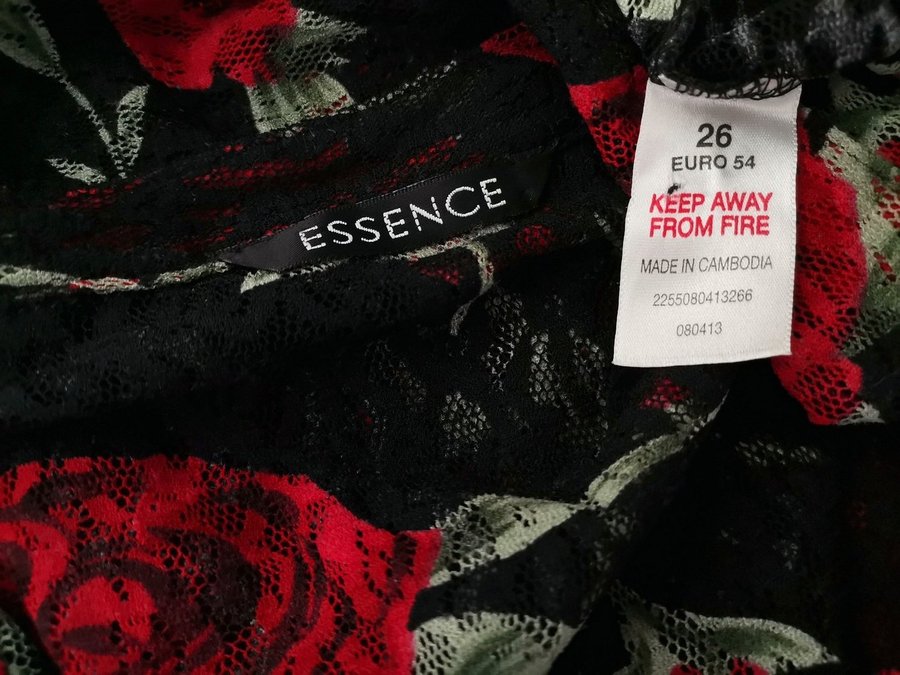 ESSENCE
26
EURO 54
KEEP AWAY
FROM FIRE
MADE IN CAMBODIA
2255080413266
080413